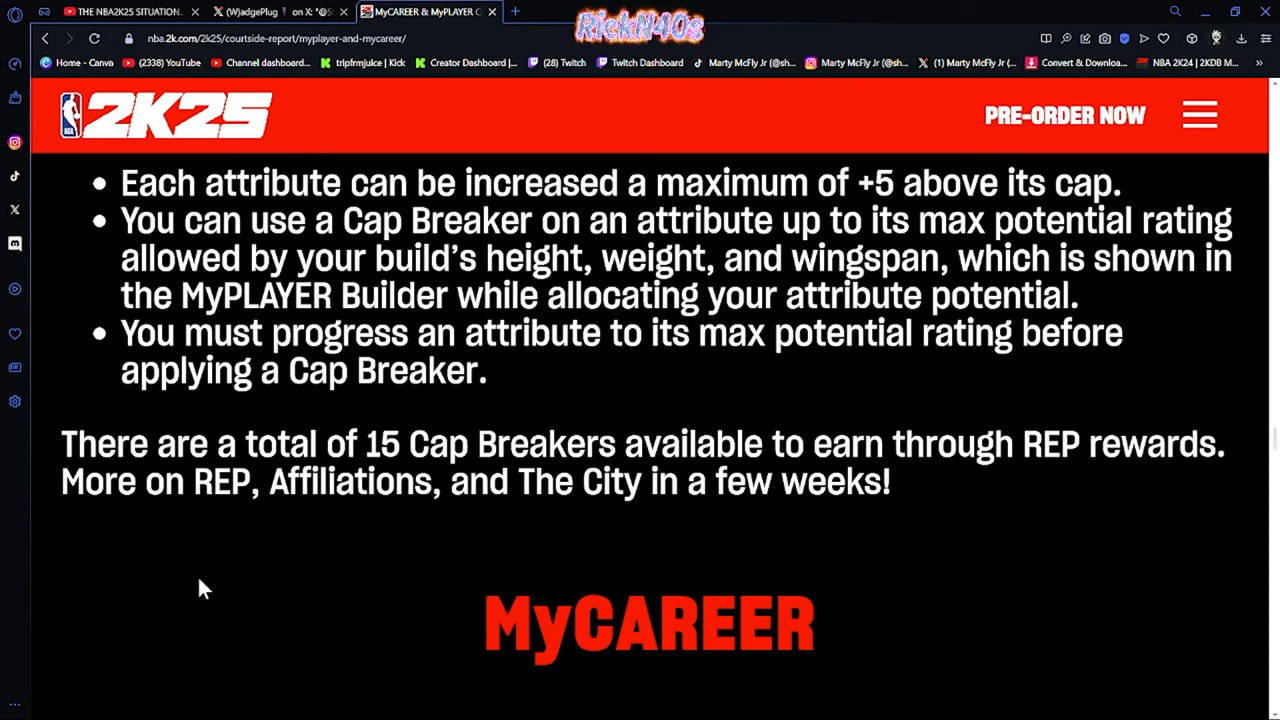 THE NBA2K25 SITUATION..
(W)adgePlug on X: "@S
MyCAREER & MyPLAYER C
RickN40s
nba.2k.com/2k25/courtside-report/myplayer-and-mycareer/
Home - Canva
(2338) YouTube
Channel dashboard...
tripfrmjuice | Kick
Creator Dashboard |...
(28) Twitch
Twitch Dashboard
Marty McFly Jr (@sh...
Marty McFly Jr (@sh...
(1) Marty McFly Jr (...
Convert & Downloa...
NBA 2K24 | 2KDB M...
NBA 2K25
PRE-ORDER NOW
• Each attribute can be increased a maximum of +5 above its cap.
• You can use a Cap Breaker on an attribute up to its max potential rating
allowed by your build's height, weight, and wingspan, which is shown in
the MyPLAYER Builder while allocating your attribute potential.
• You must progress an attribute to its max potential rating before
applying a Cap Breaker.
There are a total of 15 Cap Breakers available to earn through REP rewards.
More on REP, Affiliations, and The City in a few weeks!
MyCAREER